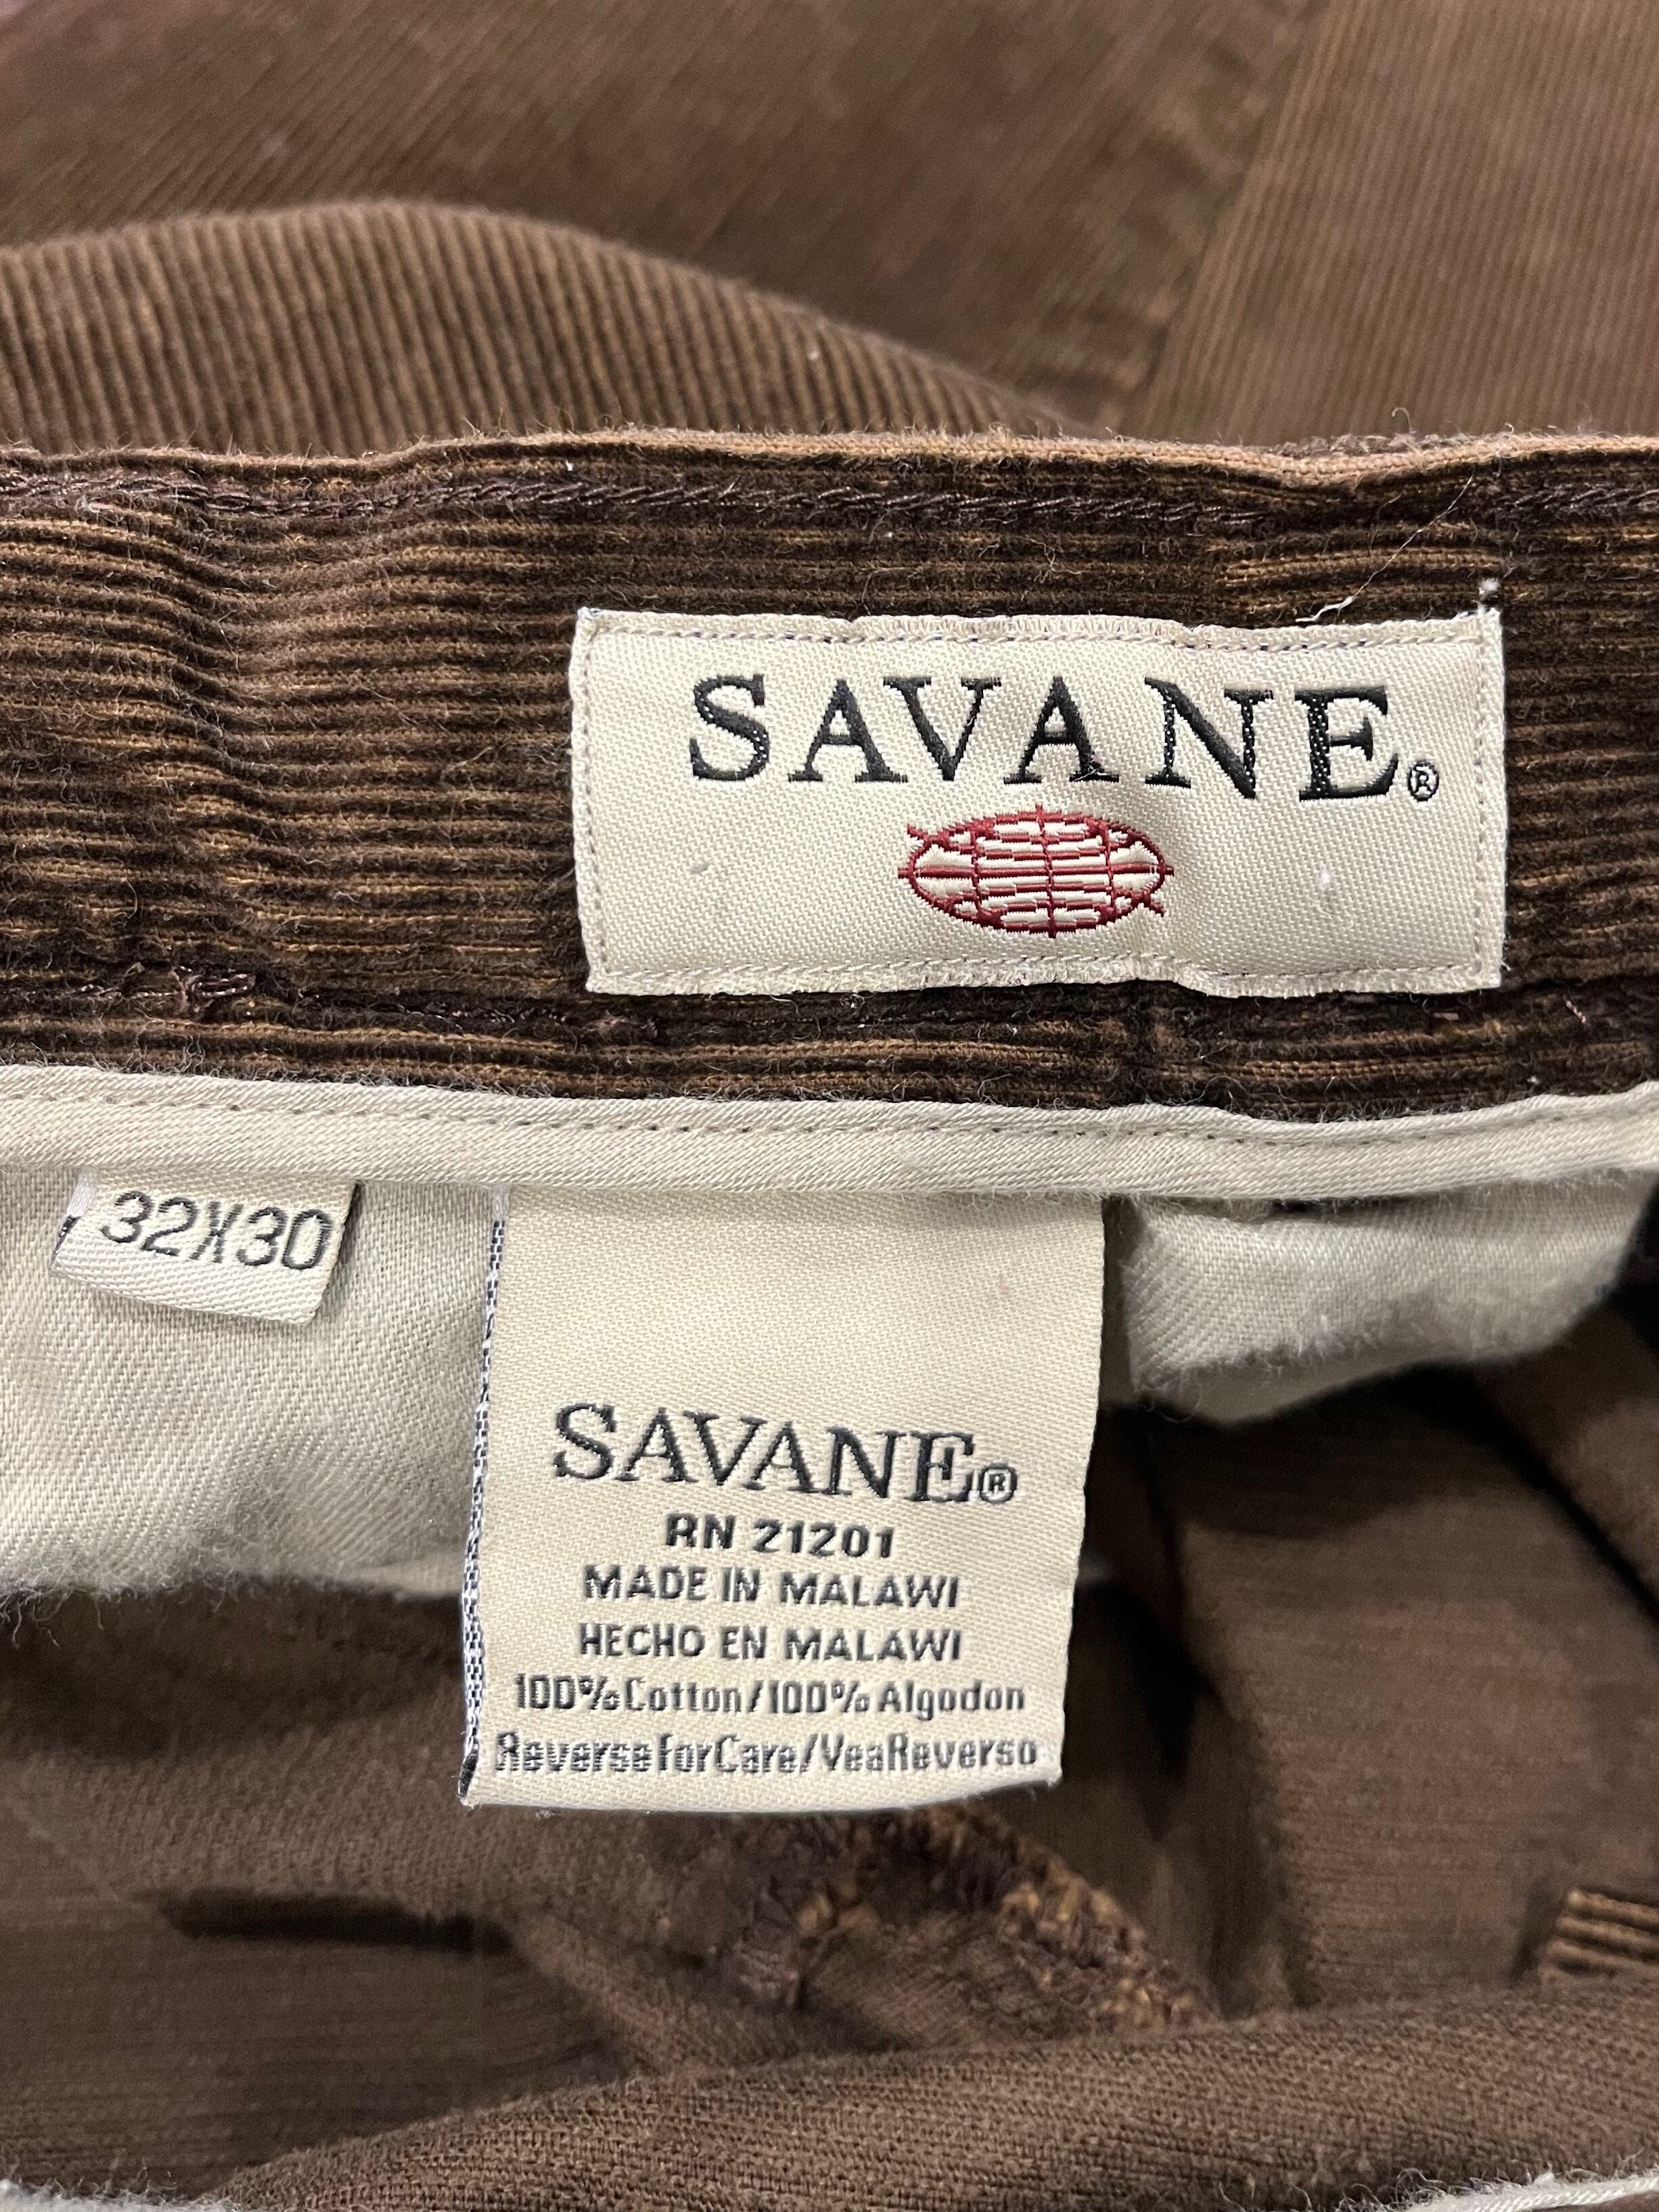 SAVANE®
32X30
SAVANE®
RN 21201
MADE IN MALAWI
HECHO EN MALAWI
100%Cotton/100% Algodon
ReverseForCare/VeaReverso